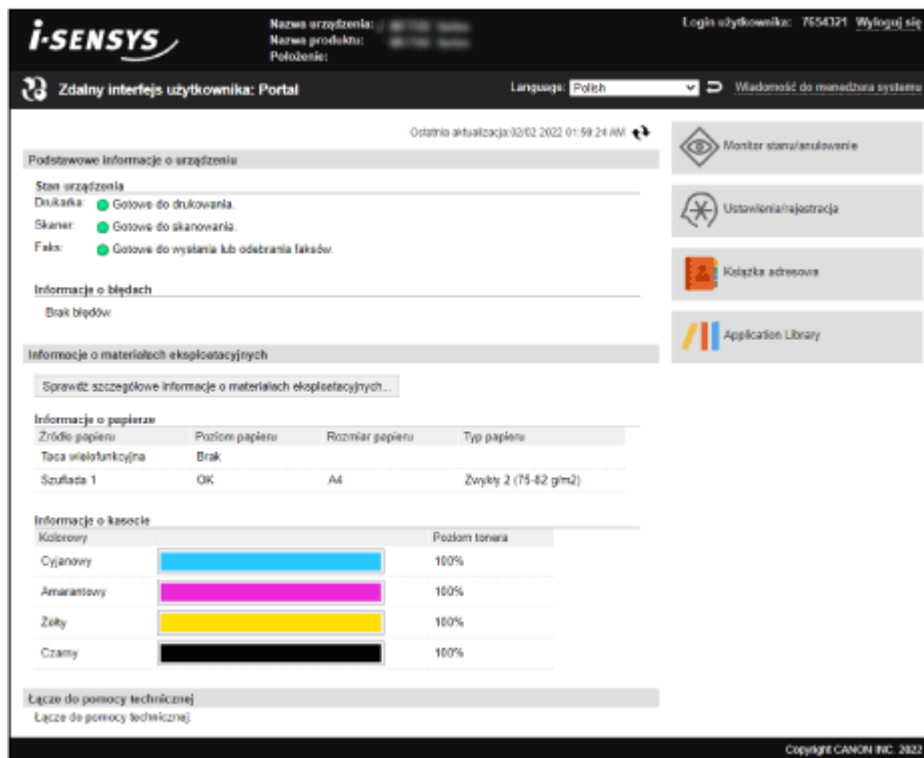 i-SENSYS
Nazwa urządzenia:
Nazwa produktu:
Położenie:
Login użytkownika: 7654321 Wyloguj się
Zdalny interfejs użytkownika: Portal
Language: Polish
Wiadomość do menedżera systemu
Ostatnia aktualizacja:02/02 2022 01:59:24 AM
Podstawowe informacje o urządzeniu
Stan urządzenia
Drukarka: Gotowe do drukowania.
Skaner: Gotowe do skanowania.
Faks: Gotowe do wysłania lub odebrania faksów.
Informacje o błędach
Brak błędów.
Informacje o materiałach eksploatacyjnych
Sprawdź szczegółowe informacje o materiałach eksploatacyjnych...
Informacje o papierze
Źródło papieru Poziom papieru Rozmiar papieru Typ papieru
Taca wielofunkcyjna Brak
Szuflada 1 OK A4 Zwykły 2 (75-82 g/m2)
Informacje o kasecie
Kolorowy Poziom tonera
Cyjanowy 100%
Amarantowy 100%
Żółty 100%
Czarny 100%
Łącze do pomocy technicznej
Łącze do pomocy technicznej.
Monitor stanu/anulowanie
Ustawienia/rejestracja
Książka adresowa
Application Library
Copyright CANON INC. 2022